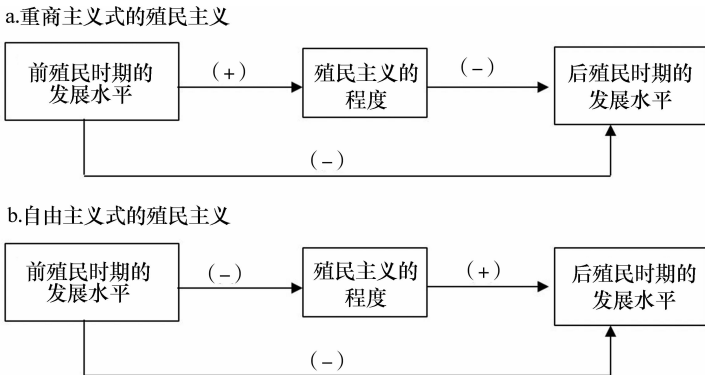 a.重商主义式的殖民主义
前殖民时期的
发展水平
（+）
殖民主义的
程度
（−）
后殖民时期的
发展水平
（−）
b.自由主义式的殖民主义
前殖民时期的
发展水平
（−）
殖民主义的
程度
（+）
后殖民时期的
发展水平
（−）